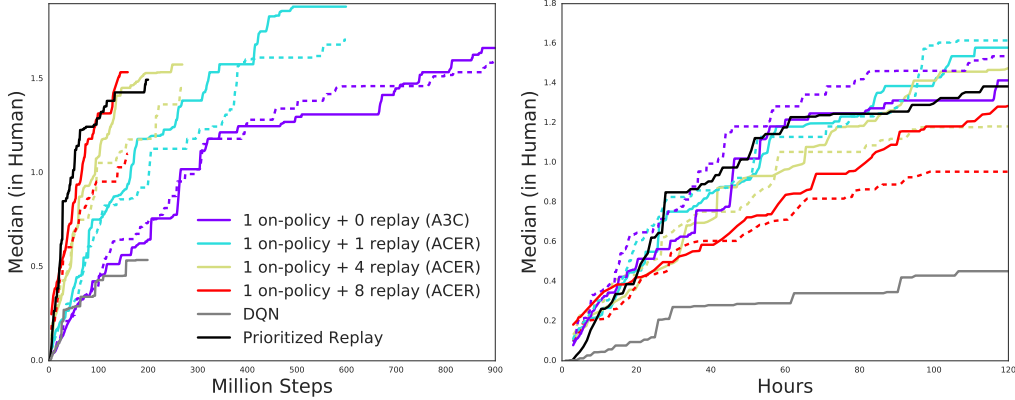 Median (in Human)
1.5
1.0
0.5
0.0
0 100 200 300 400 500 600 700 800 900
Million Steps
1 on-policy + 0 replay (A3C)
1 on-policy + 1 replay (ACER)
1 on-policy + 4 replay (ACER)
1 on-policy + 8 replay (ACER)
DQN
Prioritized Replay
Median (in Human)
1.8
1.6
1.4
1.2
1.0
0.8
0.6
0.4
0.2
0.0
0 20 40 60 80 100 120
Hours